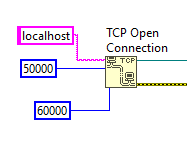 TCP Open
Connection
localhost
50000
TCP
60000